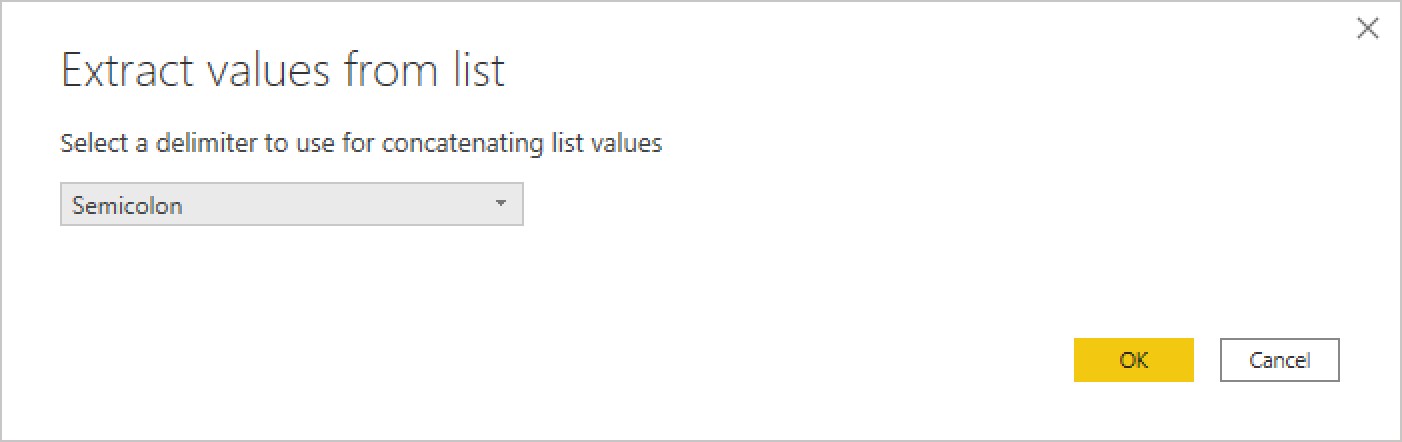 Extract values from list
Select a delimiter to use for concatenating list values
Semicolon
OK
Cancel